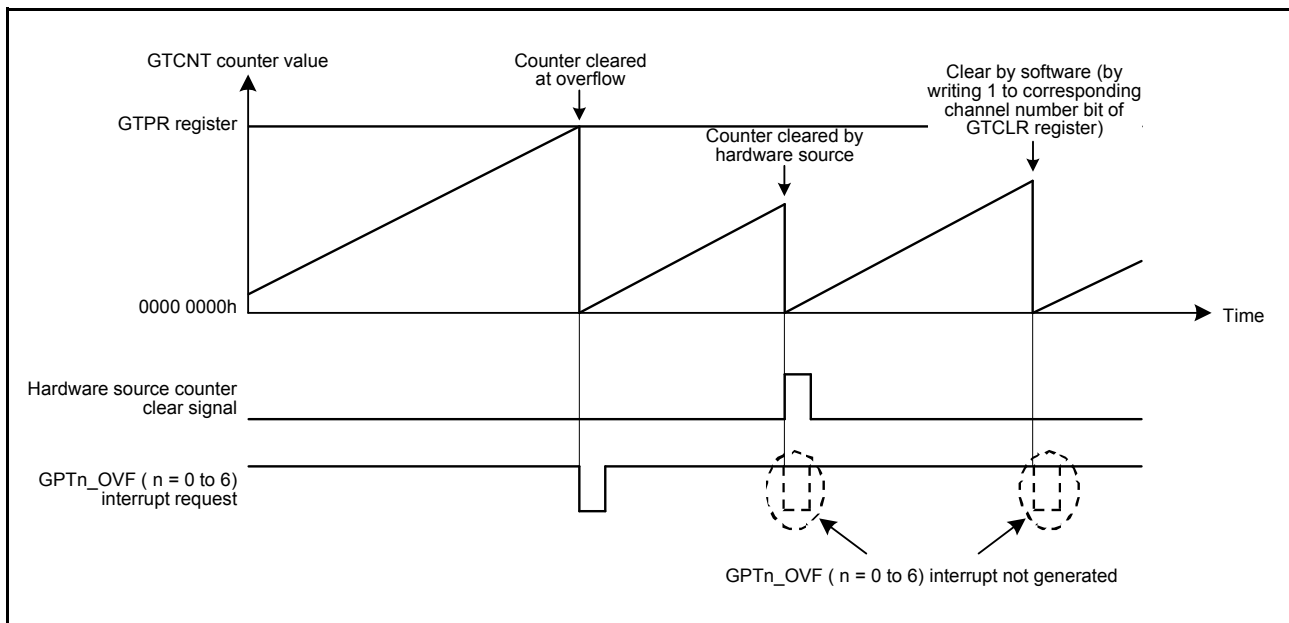 GTCNT counter value
Counter cleared
at overflow
Clear by software (by
writing 1 to corresponding
channel number bit of
GTCLR register)
GTPR register
Counter cleared by
hardware source
0000 0000h
Time
Hardware source counter
clear signal
GPTn_OVF ( n = 0 to 6)
interrupt request
GPTn_OVF ( n = 0 to 6) interrupt not generated